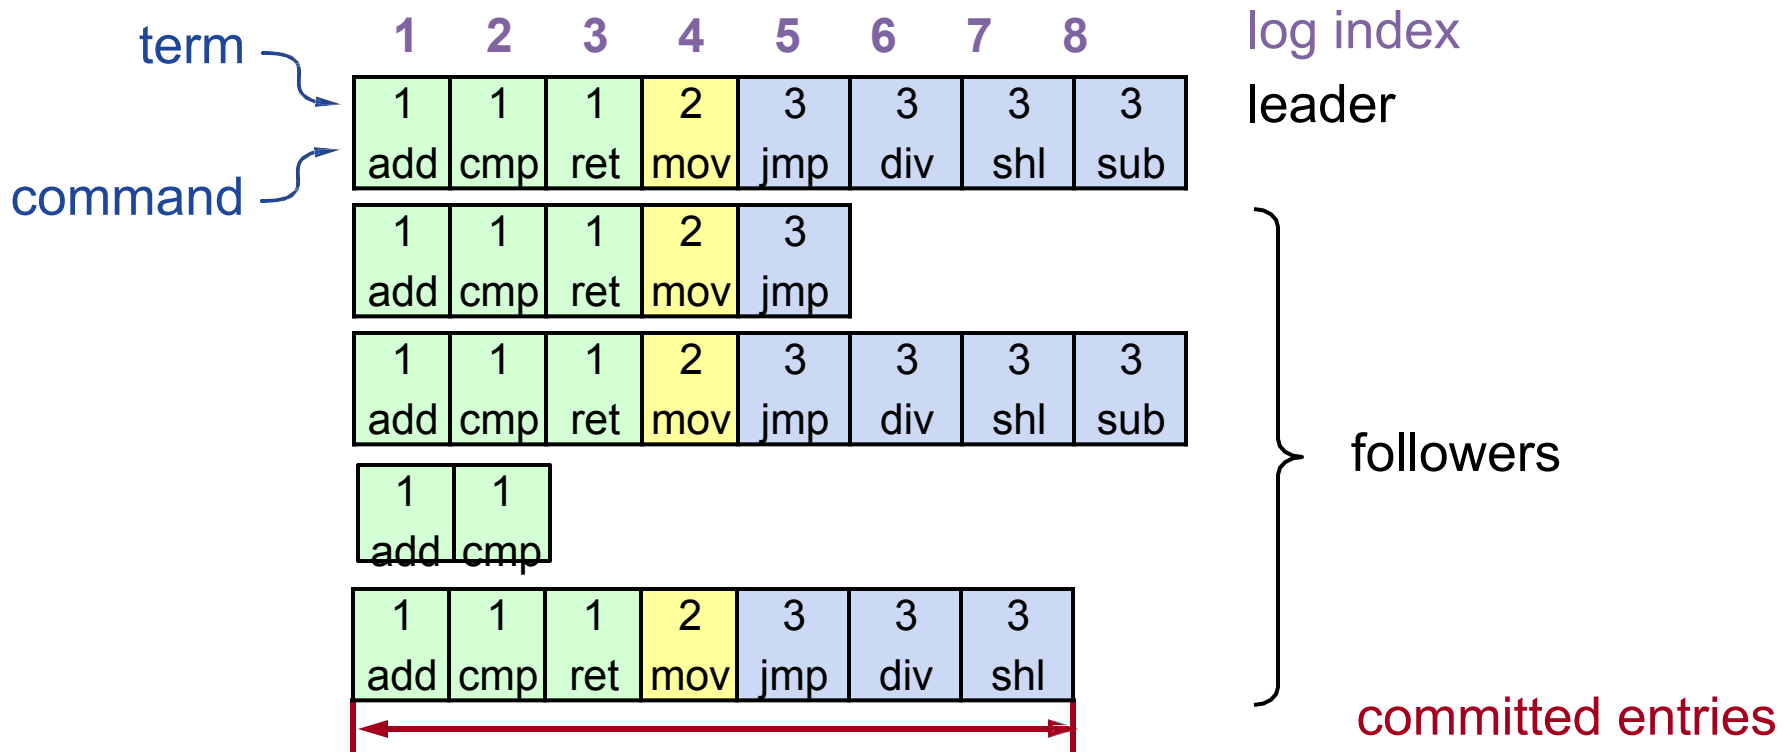 term
1 2 3 4 5 6 7 8 log index
1 1 1 2 3 3 3 3 leader
add cmp ret mov jmp div shl sub
command
1 1 1 2 3
add cmp ret mov jmp
1 1 1 2 3 3 3 3
add cmp ret mov jmp div shl sub
followers
1 1
add cmp
1 1 1 2 3 3 3
add cmp ret mov jmp div shl
committed entries